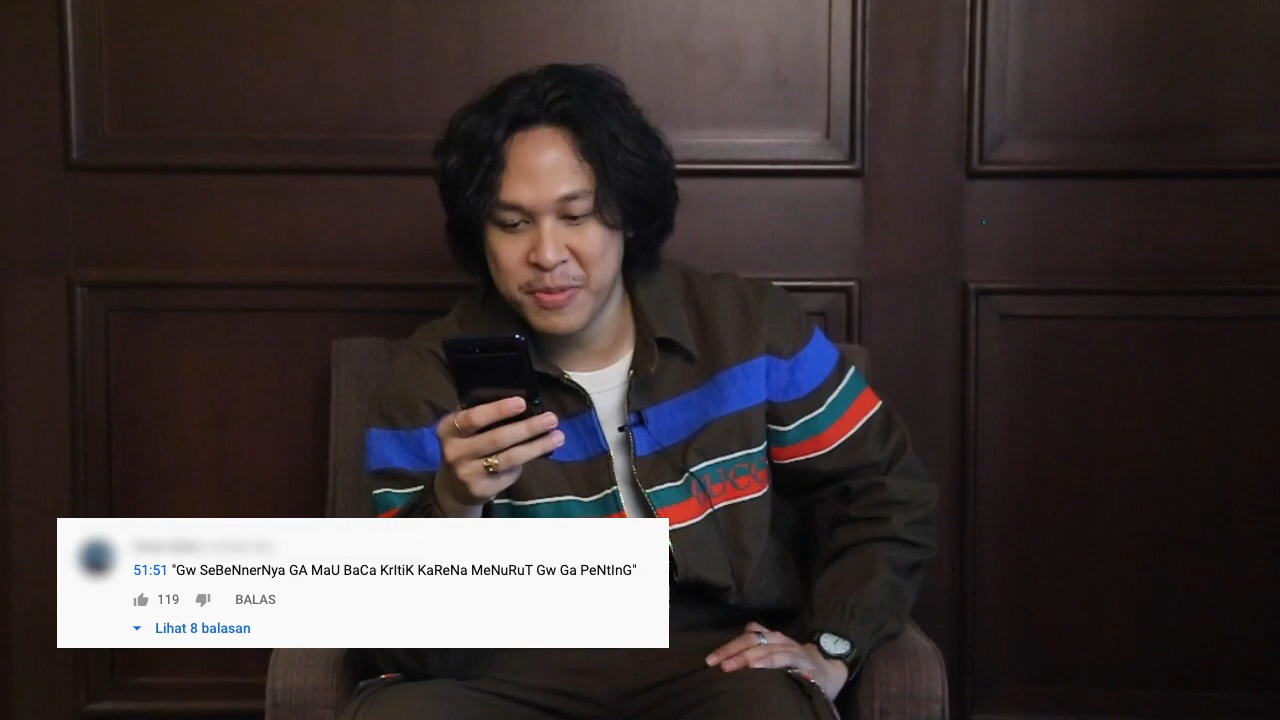 51:51 "Gw SeBeNnerNya GA MaU BaCa KrItiK KaReNa MeNuRuT Gw Ga PeNtInG"
119 BALAS
Lihat 8 balasan